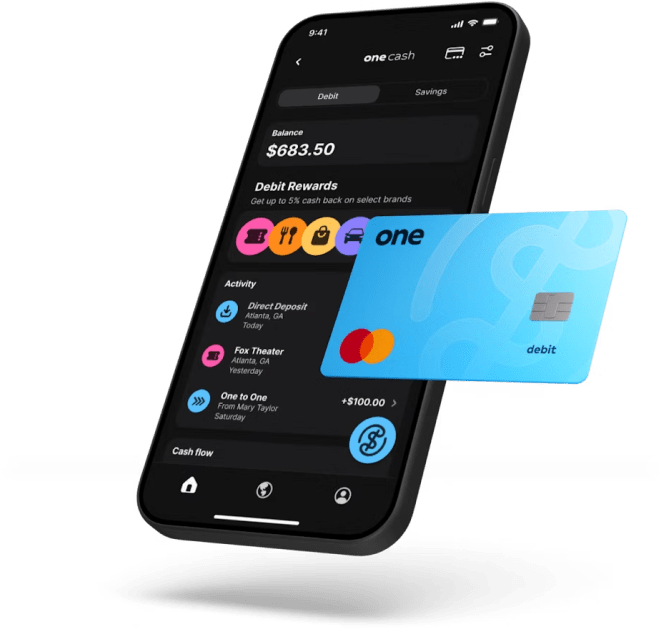 9:41
one cash
Debit
Savings
Balance
$683.50
Debit Rewards
Get up to 5% cash back on select brands
one
debit
Activity
Direct Deposit
Atlanta, GA
Today
Fox Theater
Atlanta, GA
Yesterday
One to One
From Mary Taylor
Saturday
+$100.00
Cash flow